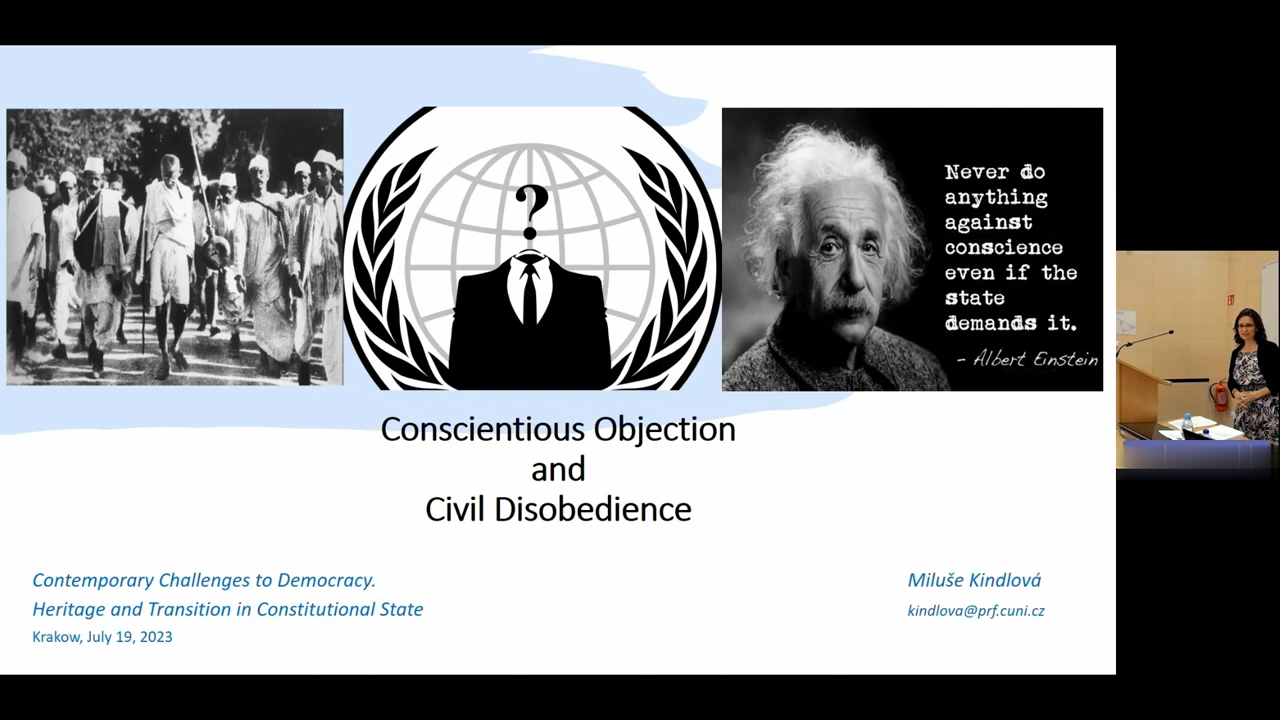 ?
Never do
anything
against
conscience
even if the
state
demands it.
– Albert Einstein
Conscientious Objection
and
Civil Disobedience
Contemporary Challenges to Democracy.
Heritage and Transition in Constitutional State
Krakow, July 19, 2023
Miluše Kindlová
kindlova@prf.cuni.cz